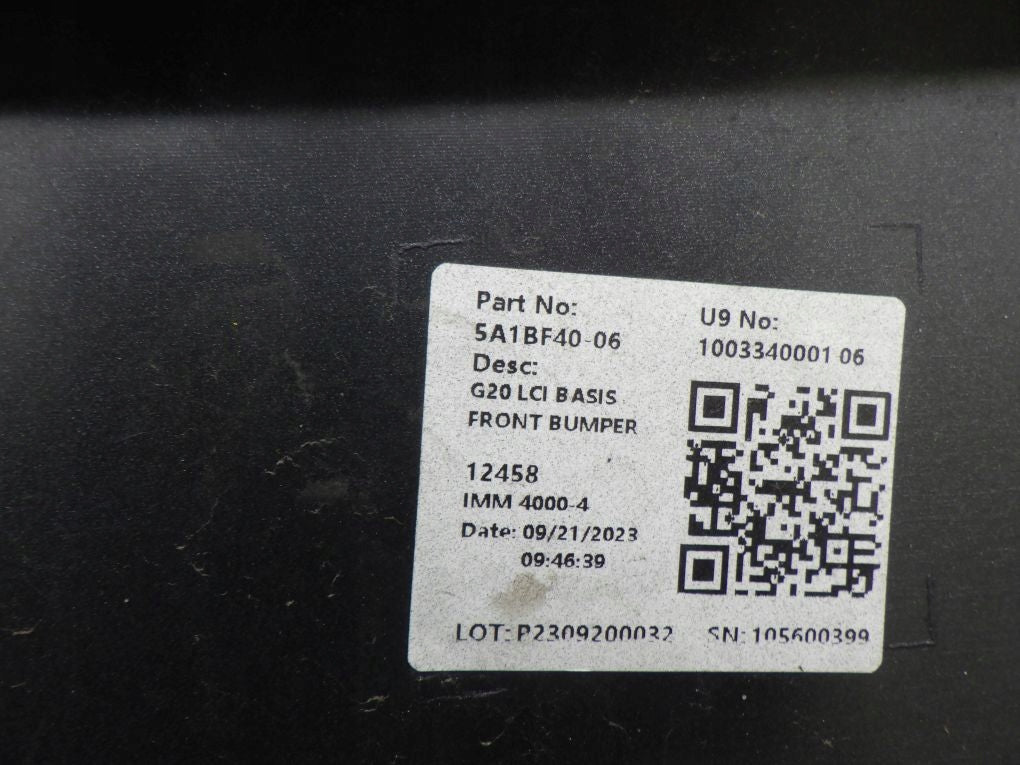 Part No:
5A1BF40-06
Desc:
G20 LCI BASIS
FRONT BUMPER
12458
IMM 4000-4
Date: 09/21/2023
09:46:39
LOT: P2309200032
U9 No:
1003340001 06
SN: 105600399